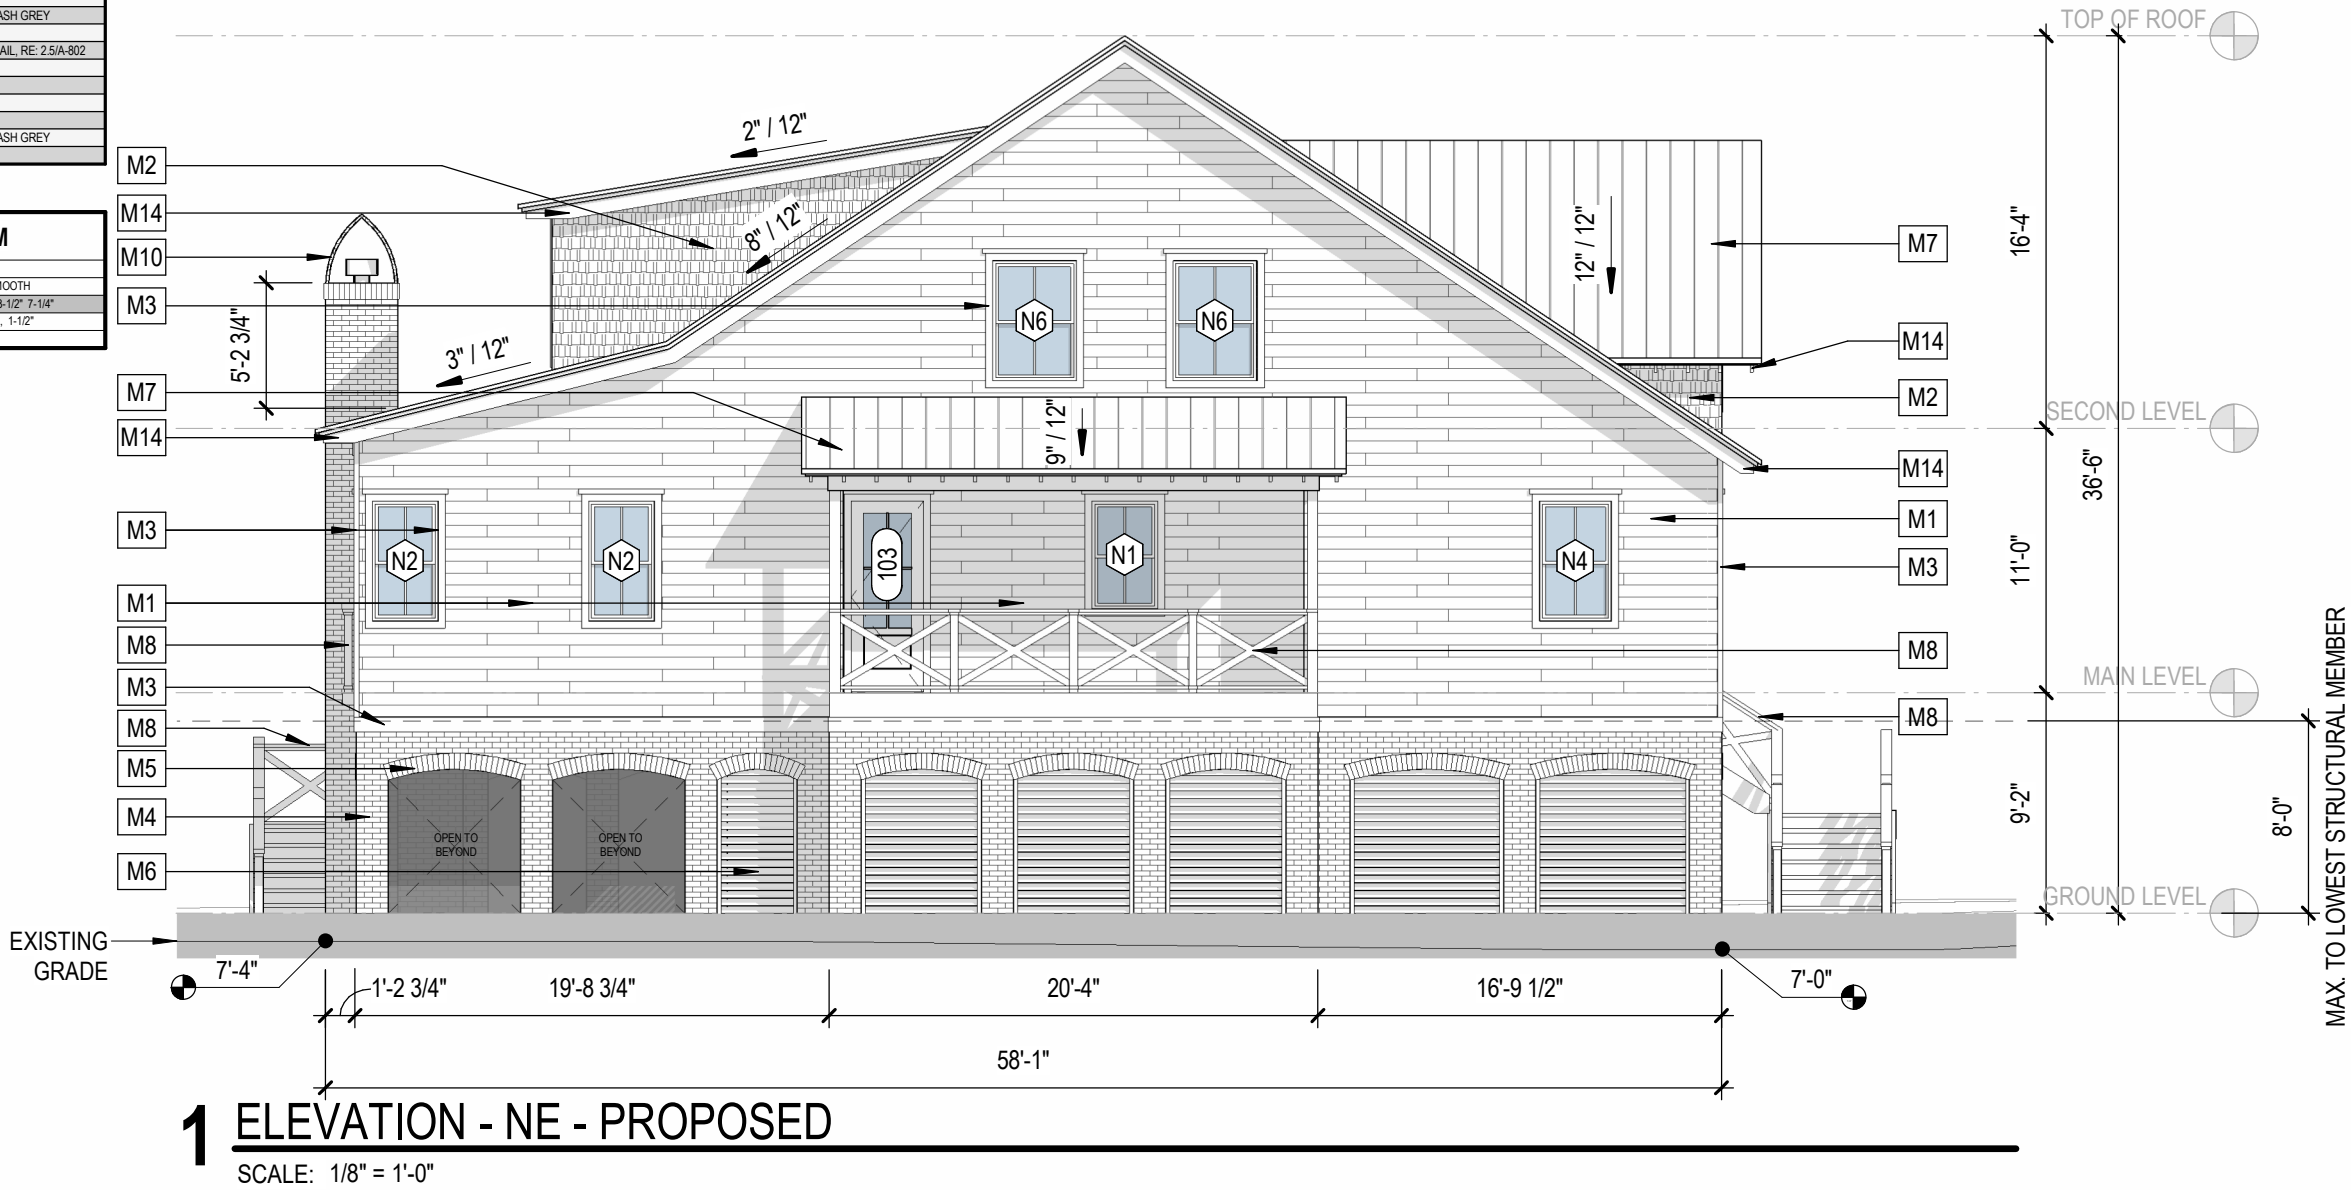 ASH GREY
AIL, RE: 2.5/A-802
ASH GREY
M
MOOTH
3-1/2" 7-1/4"
, 1-1/2"
TOP OF ROOF
2" / 12"
M2
M14
M10
M3
8" / 12"
12" / 12"
16'-4"
M7
N6
N6
5'-2 3/4"
3" / 12"
M14
M7
M14
9" / 12"
M2
SECOND LEVEL
M14
36'-6"
M3
N2
N2
103
N1
N4
M1
11'-0"
M3
M1
M8
M8
M3
MAIN LEVEL
M8
M8
M5
M4
OPEN TO
BEYOND
OPEN TO
BEYOND
9'-2"
8'-0"
MAX. TO LOWEST STRUCTURAL MEMBER
M6
GROUND LEVEL
EXISTING
GRADE
7'-4"
7'-0"
1'-2 3/4"
19'-8 3/4"
20'-4"
16'-9 1/2"
58'-1"
1 ELEVATION - NE - PROPOSED
SCALE: 1/8" = 1'-0"